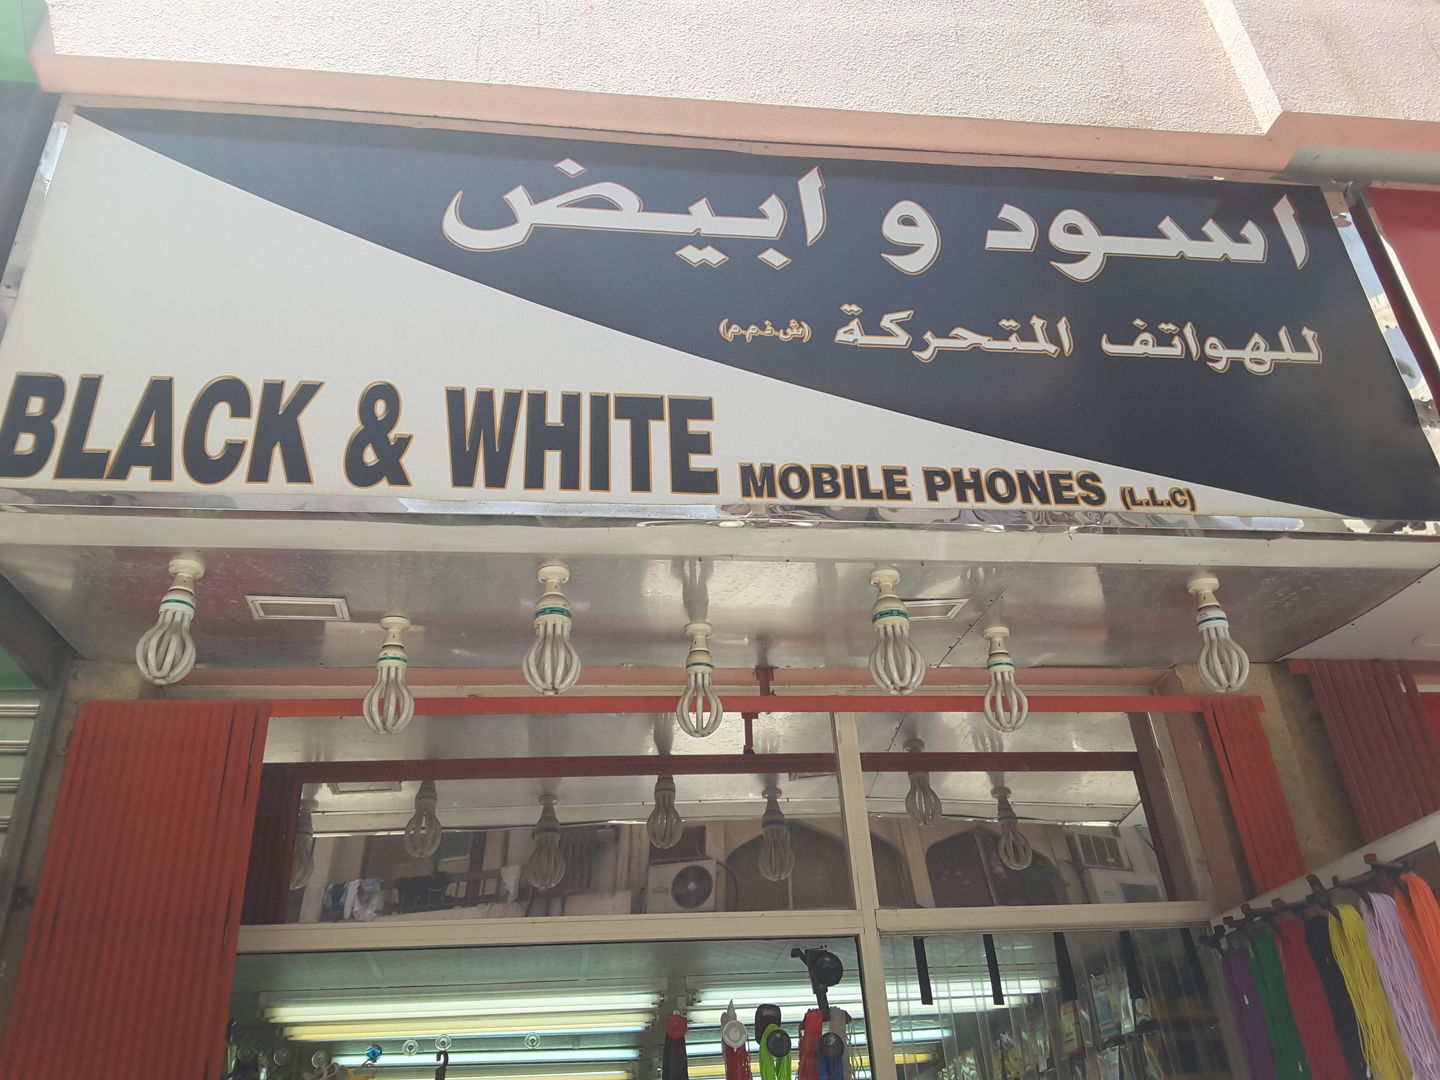 اسود و ابيض
للهواتف المتحركة (ش.ذ.م.م)
BLACK & WHITE MOBILE PHONES (L.L.C)